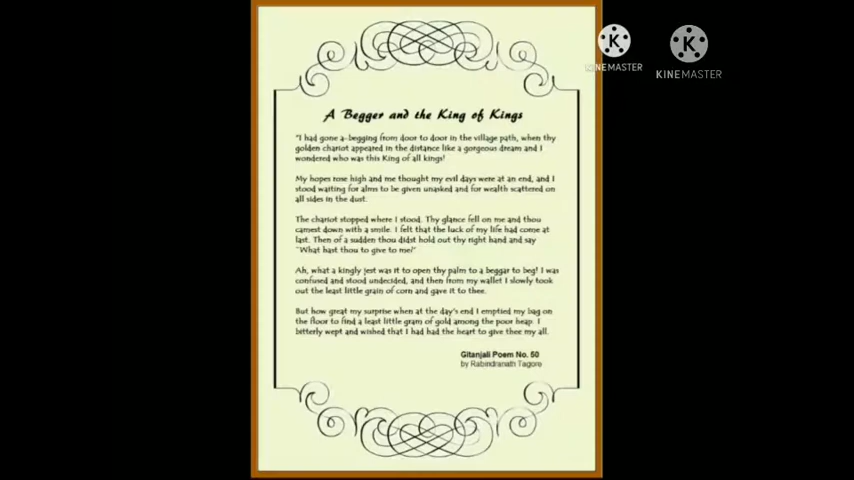 A Begger and the King of Kings
"I had gone a-begging from door to door in the village path, when thy
golden chariot appeared in the distance like a gorgeous dream and I
wondered who was this King of all kings!
My hopes rose high and me thought my evil days were at an end, and I
stood waiting for alms to be given unasked and for wealth scattered on
all sides in the dust.
The chariot stopped where I stood. Thy glance fell on me and thou
camest down with a smile. I felt that the luck of my life had come at
last. Then of a sudden thou didst hold out thy right hand and say
"What hast thou to give to me?"
Ah, what a kingly jest was it to open thy palm to a beggar to beg! I was
confused and stood undecided, and then from my wallet I slowly took
out the least little grain of corn and gave it to thee.
But how great my surprise when at the day's end I emptied my bag on
the floor to find a least little gram of gold among the poor heap. I
bitterly wept and wished that I had had the heart to give thee my all.
Gitanjali Poem No. 50
by Rabindranath Tagore
K
KINEMASTER
K
KINEMASTER